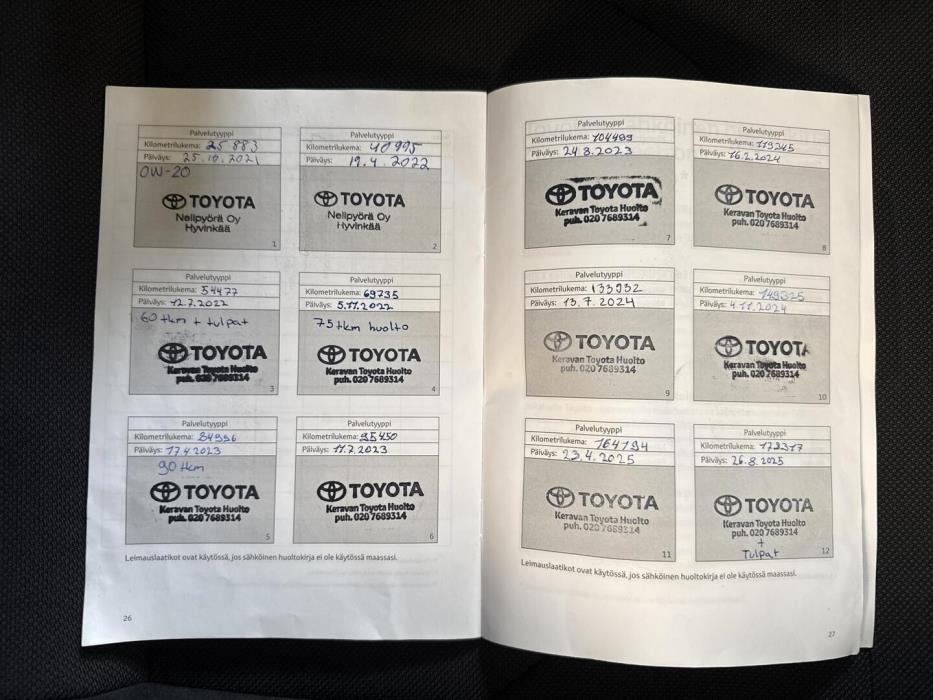 Palvelutyyppi
Kilometrilukema: 25 883
Päiväys: 25.10.2021
0W-20
TOYOTA
Nelipyörä Oy
Hyvinkää
1
Palvelutyyppi
Kilometrilukema: 40995
Päiväys: 19.4.2022
TOYOTA
Nelipyörä Oy
Hyvinkää
2
Palvelutyyppi
Kilometrilukema: 54477
Päiväys: 12.7.2022
60 tkm + tulpat
TOYOTA
Keravan Toyota Huolto
puh. 020 7689314
3
Palvelutyyppi
Kilometrilukema: 69735
Päiväys: 5.11.2022
75 tkm huolto
TOYOTA
Keravan Toyota Huolto
puh. 020 7689314
4
Palvelutyyppi
Kilometrilukema: 84996
Päiväys: 17.4.2023
90 tkm
TOYOTA
Keravan Toyota Huolto
puh. 020 7689314
5
Palvelutyyppi
Kilometrilukema: 95450
Päiväys: 11.7.2023
TOYOTA
Keravan Toyota Huolto
puh. 020 7689314
6
Leimauslaatikot ovat käytössä, jos sähköinen huoltokirja ei ole käytössä maassasi.
26
Palvelutyyppi
Kilometrilukema: 104499
Päiväys: 24.8.2023
TOYOTA
Keravan Toyota Huolto
puh. 020 7689314
7
Palvelutyyppi
Kilometrilukema: 119245
Päiväys: 16.2.2024
TOYOTA
Keravan Toyota Huolto
puh. 020 7689314
8
Palvelutyyppi
Kilometrilukema: 133932
Päiväys: 13.7.2024
TOYOTA
Keravan Toyota Huolto
puh. 020 7689314
9
Palvelutyyppi
Kilometrilukema: 149325
Päiväys: 4.11.2024
TOYOTA
Keravan Toyota Huolto
puh. 020 7689314
10
Palvelutyyppi
Kilometrilukema: 164194
Päiväys: 23.4.2025
TOYOTA
Keravan Toyota Huolto
puh. 020 7689314
11
Palvelutyyppi
Kilometrilukema:
Päiväys: 26.8.2025
TOYOTA
Keravan Toyota Huolto
puh. 020 7689314
+
Tulpat
12
Leimauslaatikot ovat käytössä, jos sähköinen huoltokirja ei ole käytössä maassasi.
27